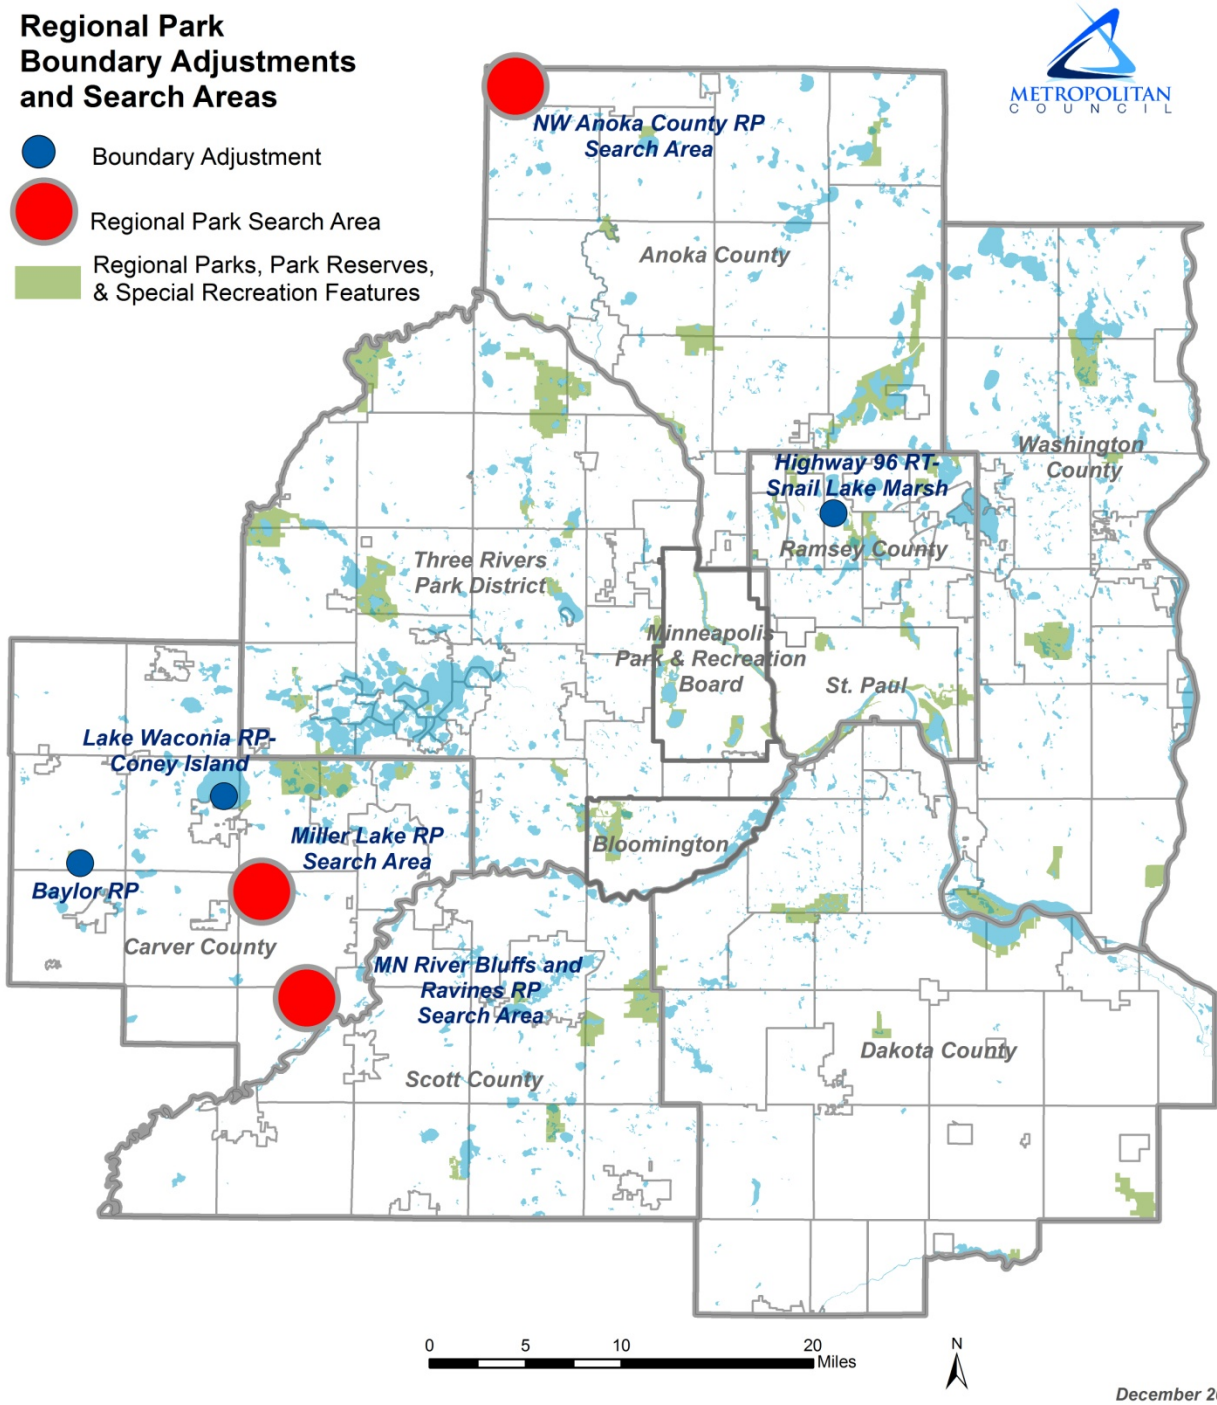 Regional Park
Boundary Adjustments
and Search Areas
Boundary Adjustment
Regional Park Search Area
Regional Parks, Park Reserves,
& Special Recreation Features
METROPOLITAN
COUNCIL
NW Anoka County RP
Search Area
Anoka County
Washington
County
Highway 96 RT-
Snail Lake Marsh
Ramsey County
Three Rivers
Park District
Minneapolis
Park & Recreation
Board
St. Paul
Lake Waconia RP-
Coney Island
Miller Lake RP
Search Area
Bloomington
Baylor RP
Carver County
MN River Bluffs and
Ravines RP
Search Area
Scott County
Dakota County
0 5 10 20
Miles
N
December